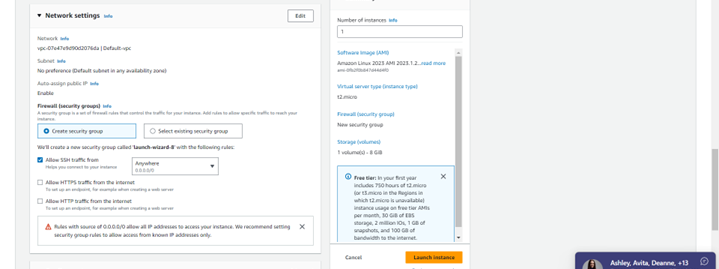 Network settings Info
Edit
Network Info
Default-vpc
Subnet Info
No preference (Default subnet in any availability zone)
Auto-assign public IP Info
Enable
Firewall (security groups) Info
A security group is a set of firewall rules that control the traffic for your instance. Add rules to allow specific traffic to reach your
instance.
Create security group
Select existing security group
We'll create a new security group called 'launch-wizard-8' with the following rules:
Allow SSH traffic from
Helps you connect to your instance
Anywhere
0.0.0.0/0
Allow HTTPS traffic from the internet
To set up an endpoint, for example when creating a web server
Allow HTTP traffic from the internet
To set up an endpoint, for example when creating a web server
Rules with source of 0.0.0.0/0 allow all IP addresses to access your instance. We recommend setting
security group rules to allow access from known IP addresses only.
Number of instances Info
1
Software Image (AMI)
Amazon Linux 2023 AMI 2023.1.2...read more
Virtual server type (instance type)
t2.micro
Firewall (security group)
New security group
Storage (volumes)
1 volume(s) - 8 GiB
Free tier: In your first year
includes 750 hours of t2.micro
(or t3.micro in the Regions in
which t2.micro is unavailable)
instance usage on free tier AMIs
per month, 30 GiB of EBS
storage, 2 million IOs, 1 GB of
snapshots, and 100 GB of
bandwidth to the internet.
Cancel
Launch instance
Ashley, Avita, Deanne, +13